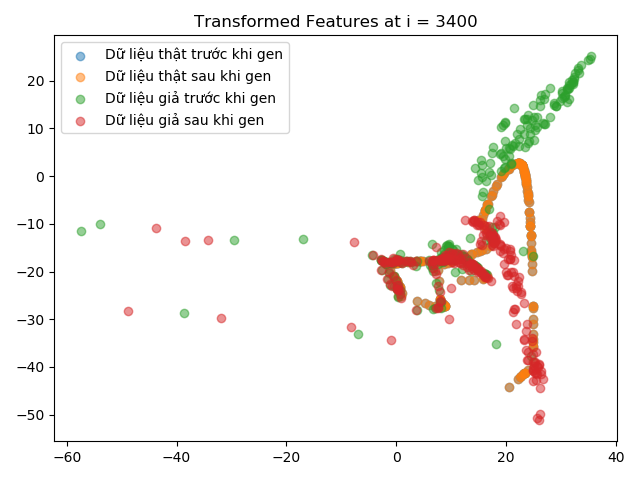 Transformed Features at i = 3400
Dữ liệu thật trước khi gen
Dữ liệu thật sau khi gen
Dữ liệu giả trước khi gen
Dữ liệu giả sau khi gen
20
10
0
−10
−20
−30
−40
−50
−60 −40 −20 0 20 40